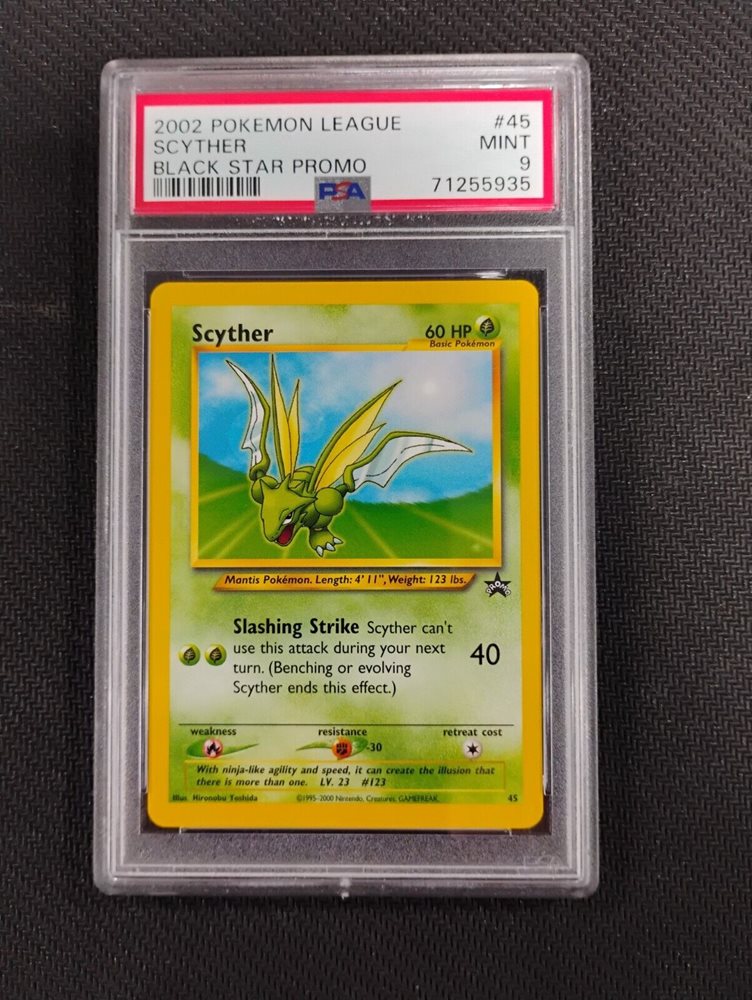 2002 POKEMON LEAGUE #45
SCYTHER MINT
BLACK STAR PROMO 9
PSA 71255935
Scyther 60 HP
Basic Pokémon
Mantis Pokémon. Length: 4' 11", Weight: 123 lbs.
PROMO
Slashing Strike Scyther can't
use this attack during your next
turn. (Benching or evolving
Scyther ends this effect.)
40
weakness resistance retreat cost
-30
With ninja-like agility and speed, it can create the illusion that
there is more than one. LV. 23 #123
Illus. Hironobu Yoshida ©1995-2000 Nintendo, Creatures, GAMEFREAK. 45